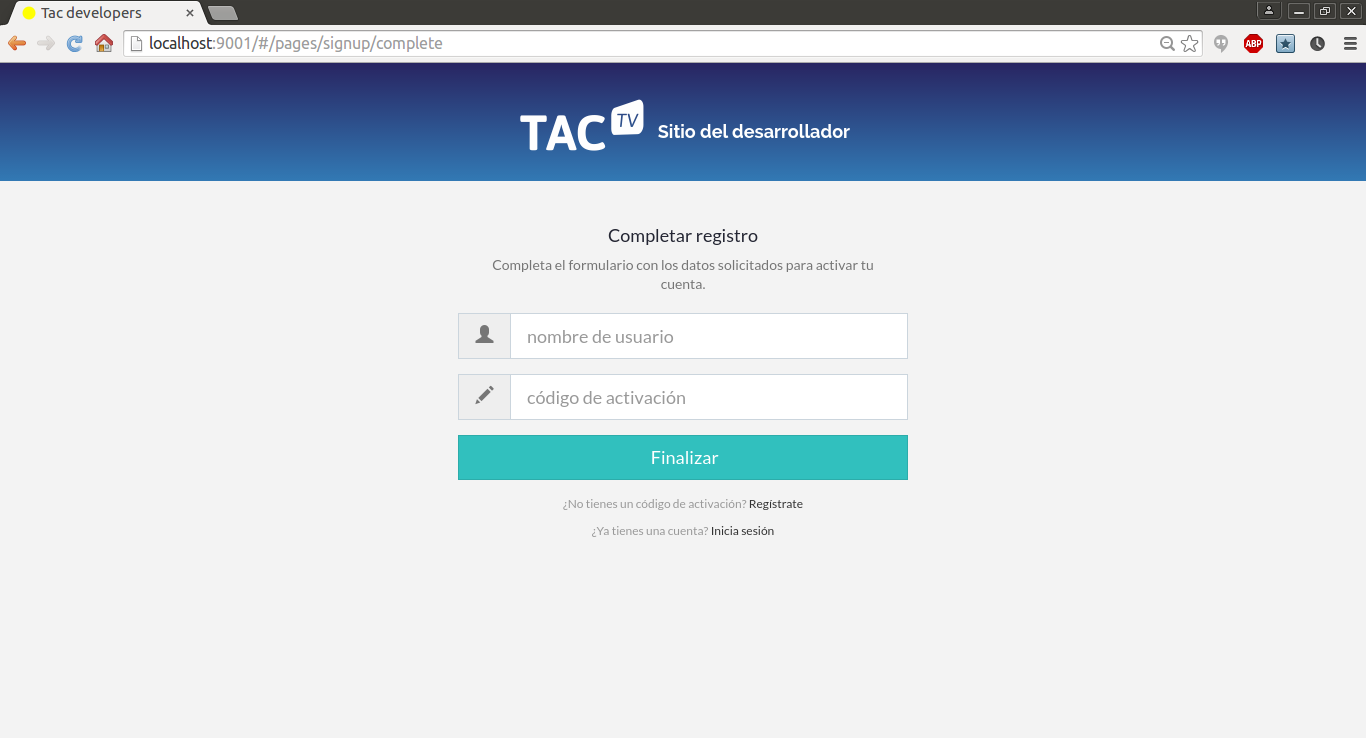 Tac developers
localhost:9001/#/pages/signup/complete
ABP
TAC TV Sitio del desarrollador
Completar registro
Completa el formulario con los datos solicitados para activar tu
cuenta.
nombre de usuario
código de activación
Finalizar
¿No tienes un código de activación? Regístrate
¿Ya tienes una cuenta? Inicia sesión